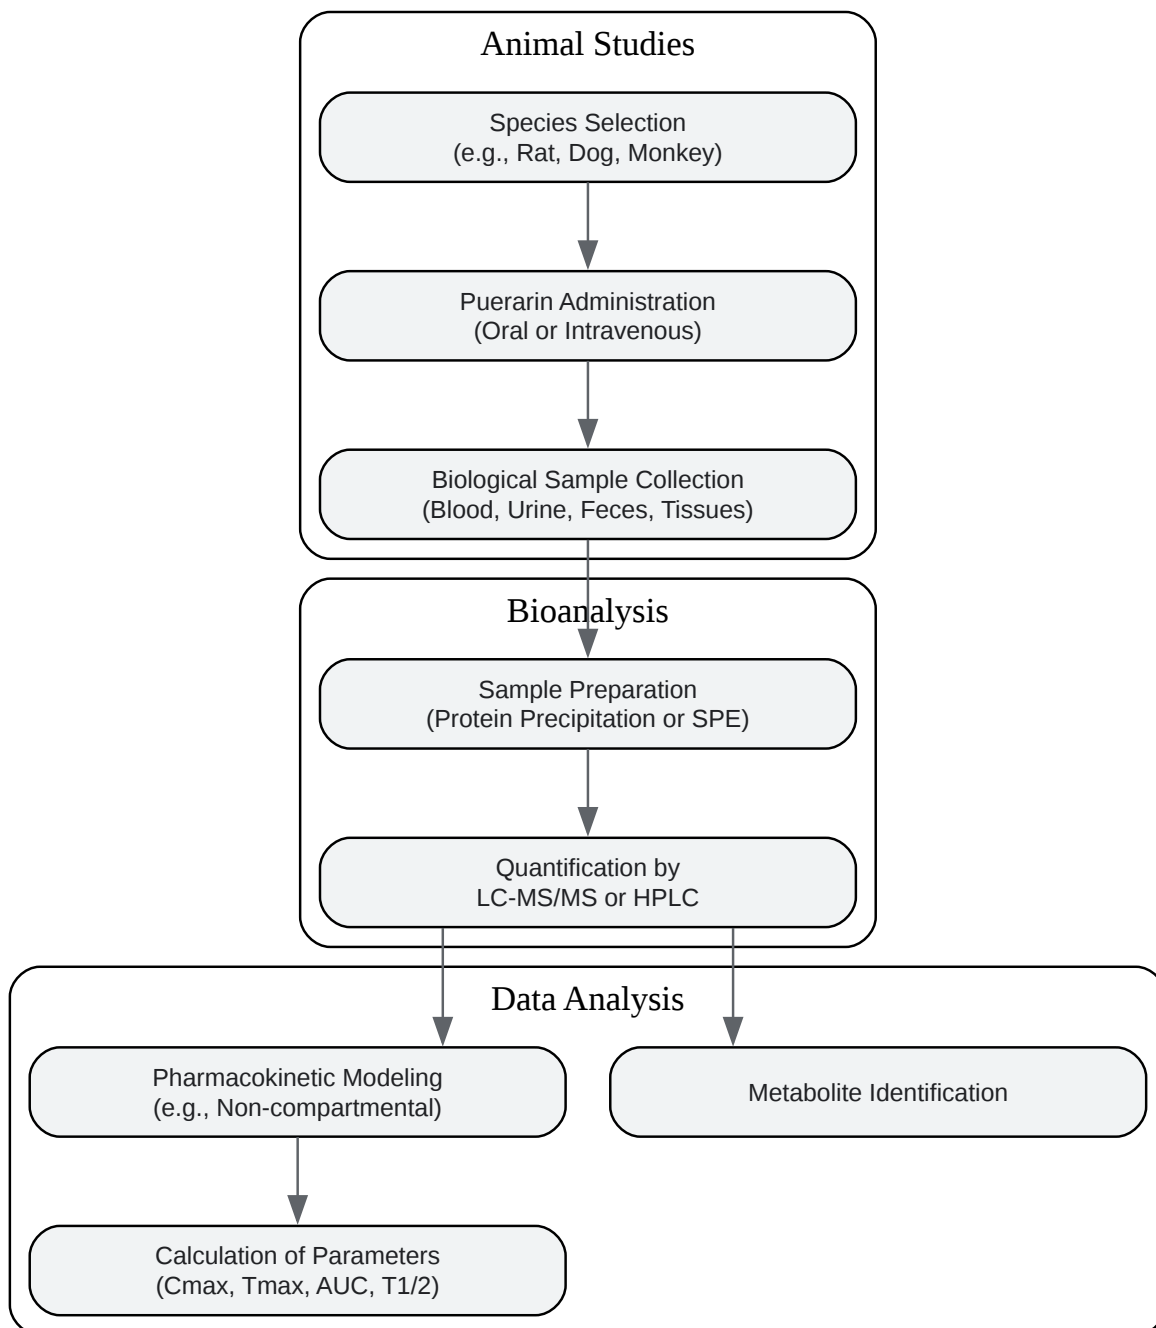 Animal Studies
Species Selection
(e.g., Rat, Dog, Monkey)
Puerarin Administration
(Oral or Intravenous)
Biological Sample Collection
(Blood, Urine, Feces, Tissues)
Bioanalysis
Sample Preparation
(Protein Precipitation or SPE)
Quantification by
LC-MS/MS or HPLC
Data Analysis
Pharmacokinetic Modeling
(e.g., Non-compartmental)
Metabolite Identification
Calculation of Parameters
(Cmax, Tmax, AUC, T1/2)